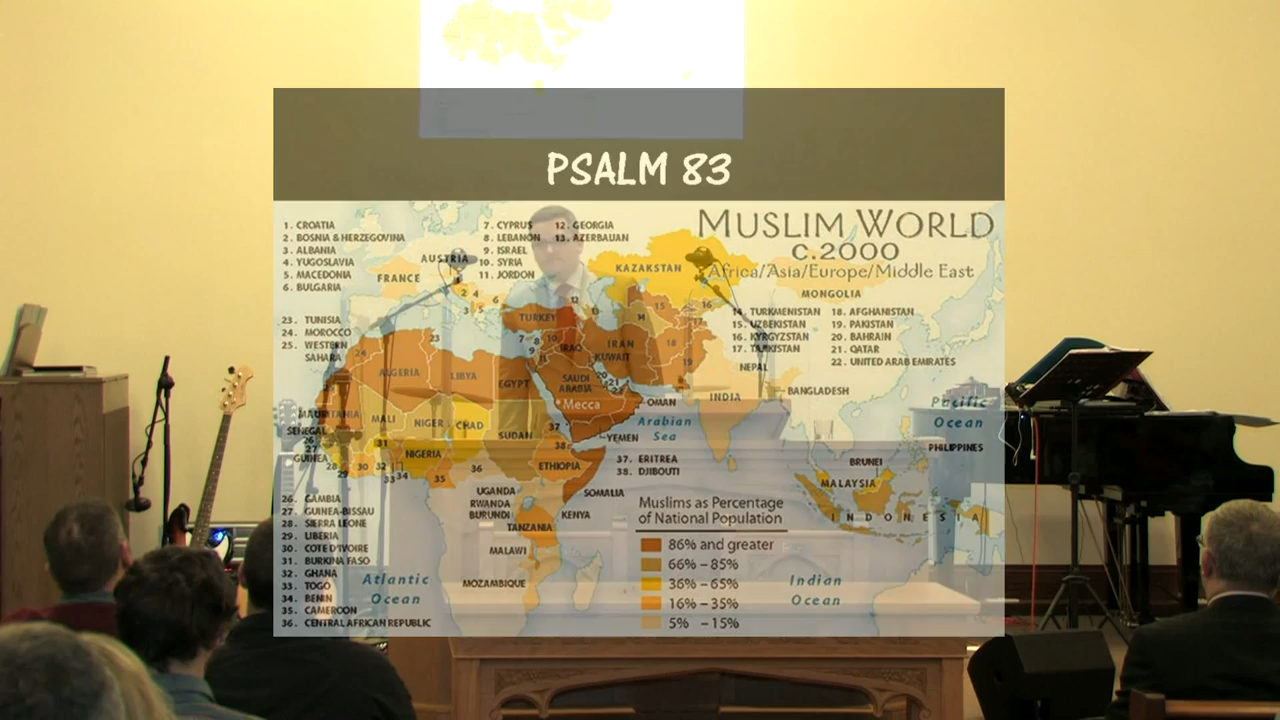 PSALM 83
MUSLIM WORLD
c.2000
Africa/Asia/Europe/Middle East
1. CROATIA
2. BOSNIA & HERZEGOVINA
3. ALBANIA
4. YUGOSLAVIA
5. MACEDONIA
6. BULGARIA
7. CYPRUS
8. LEBANON
9. ISRAEL
10. SYRIA
11. JORDON
12. GEORGIA
13. AZERBAIJAN
AUSTRIA
FRANCE
KAZAKSTAN
MONGOLIA
14. TURKMENISTAN
15. UZBEKISTAN
16. KYRGYZSTAN
17. TAJIKISTAN
18. AFGHANISTAN
19. PAKISTAN
20. BAHRAIN
21. QATAR
22. UNITED ARAB EMIRATES
23. TUNISIA
24. MOROCCO
25. WESTERN
SAHARA
TURKEY
IRAQ
IRAN
KUWAIT
NEPAL
ALGERIA
LIBYA
EGYPT
SAUDI
ARABIA
Mecca
OMAN
INDIA
BANGLADESH
Pacific
Ocean
MAURITANIA
MALI
NIGER
CHAD
SUDAN
YEMEN
Arabian
Sea
SENEGAL
GUINEA
NIGERIA
ETHIOPIA
PHILIPPINES
BRUNEI
MALAYSIA
INDONESIA
37. ERITREA
38. DJIBOUTI
UGANDA
RWANDA
BURUNDI
SOMALIA
KENYA
TANZANIA
MALAWI
MOZAMBIQUE
26. GAMBIA
27. GUINEA-BISSAU
28. SIERRA LEONE
29. LIBERIA
30. COTE D'IVOIRE
31. BURKINA FASO
32. GHANA
33. TOGO
34. BENIN
35. CAMEROON
36. CENTRAL AFRICAN REPUBLIC
Atlantic
Ocean
Muslims as Percentage
of National Population
86% and greater
66% – 85%
36% – 65%
16% – 35%
5% – 15%
Indian
Ocean